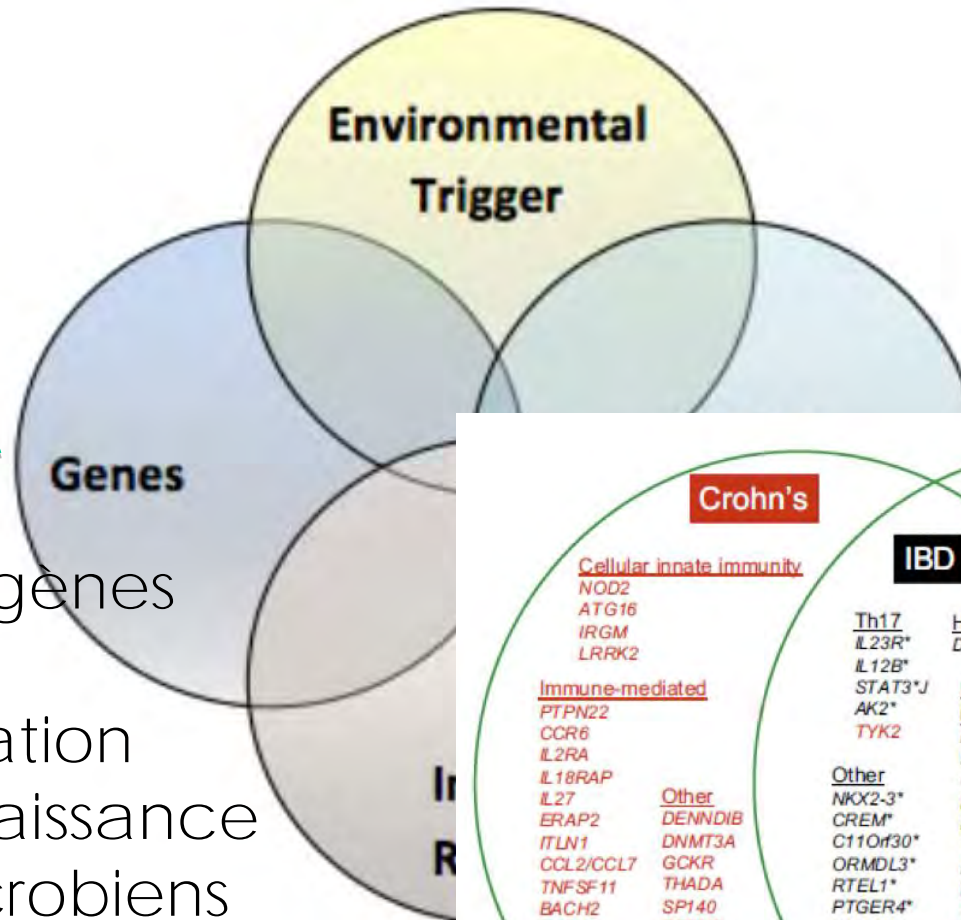 Environmental
Trigger
Genes
gènes
ation
aissance
crobiens
Crohn's
Cellular innate immunity
NOD2
ATG16
IRGM
LRRK2
Immune-mediated
PTPN22
CCR6
IL2RA
IL18RAP
IL27
ERAP2
ITLN1
CCL2/CCL7
TNFSF11
BACH2
Other
DENNDIB
DNMT3A
GCKR
THADA
SP140
IBD
Th17
IL23R*
IL12B*
STAT3*J
AK2*
TYK2
Other
NKX2-3*
CREM*
C11Orf30*
ORMDL3*
RTEL1*
PTGER4*